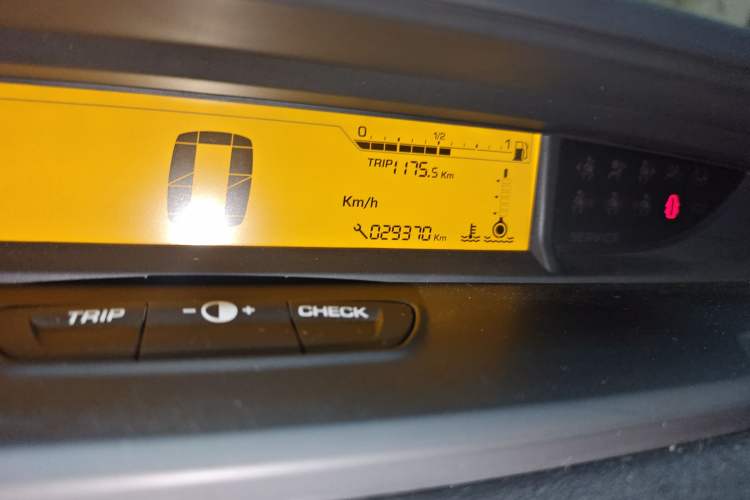 0 1/2 1
TRIP 1175.5 Km
0
Km/h
029370 Km
TRIP - + CHECK